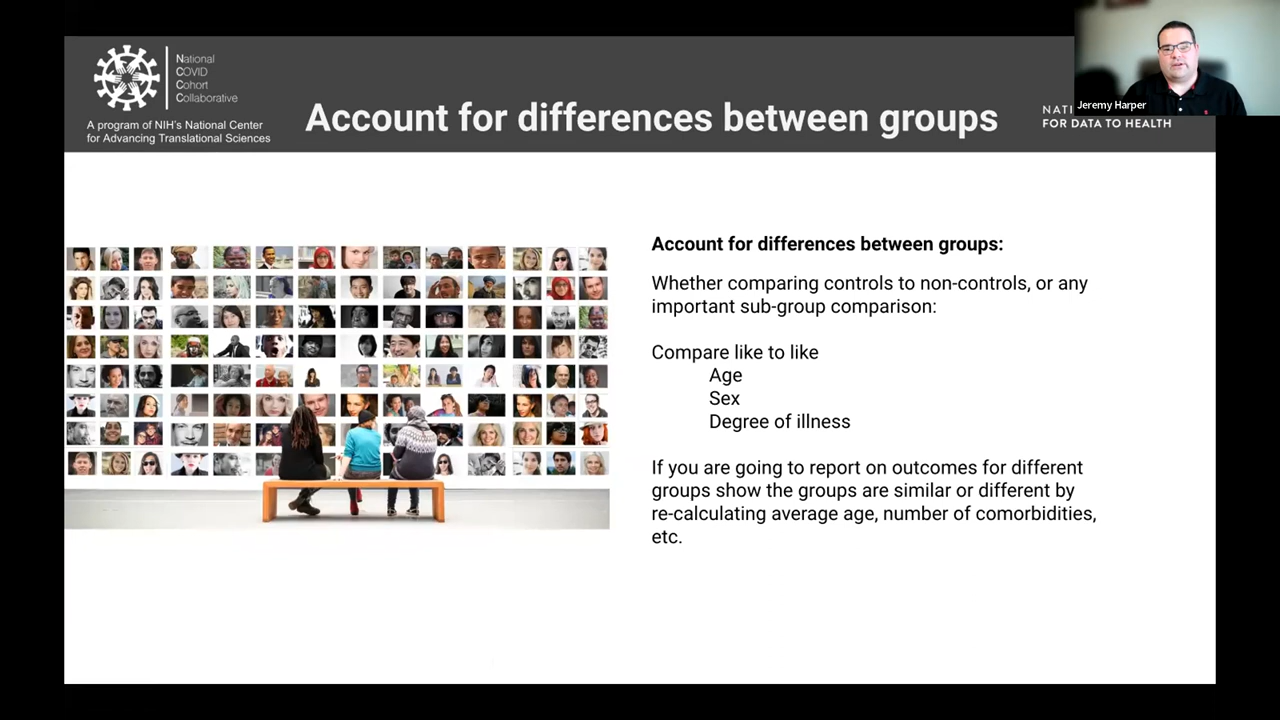 National
COVID
Cohort
Collaborative
A program of NIH's National Center
for Advancing Translational Sciences
Account for differences between groups
Jeremy Harper
NATI
FOR DATA TO HEALTH
Account for differences between groups:
Whether comparing controls to non-controls, or any
important sub-group comparison:
Compare like to like
Age
Sex
Degree of illness
If you are going to report on outcomes for different
groups show the groups are similar or different by
re-calculating average age, number of comorbidities,
etc.